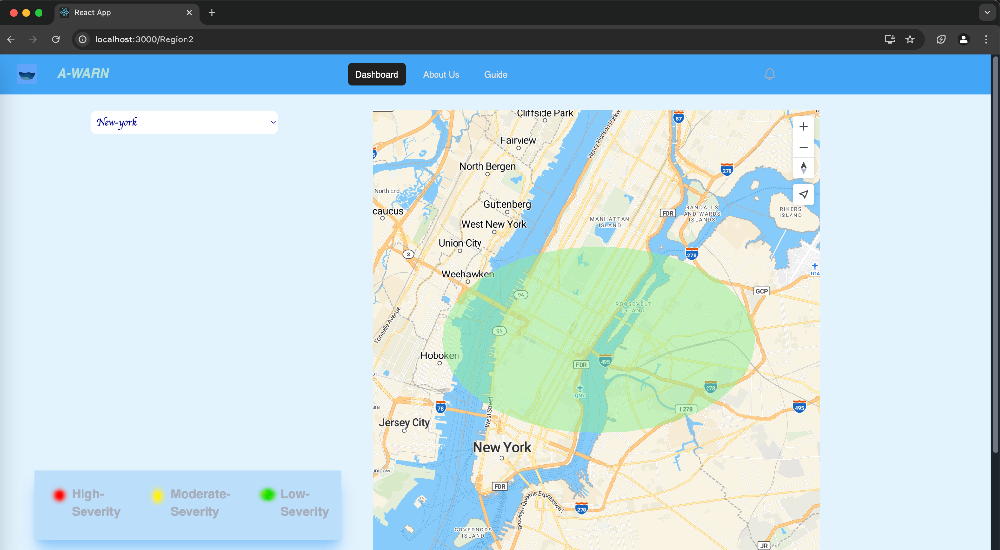 React App
localhost:3000/Region2
A-WARN
Dashboard
About Us
Guide
New-york
Cliffside Park
87
Henry Hudson Parkw
Fairview
North Bergen
278
North End
Guttenberg
caucus
FDR
RANDALLS
AND WARDS
ISLANDS
RIKERS
ISLAND
MANHATTAN
ISLAND
West New York
Union City
3
278
LGA
Weehawken
GCP
9A
ROOSEVELT
ISLAND
Tonnelle Avenue
9A
Hoboken
FDR
495
278
QNY
78
West Street
I 278
495
are
Jersey City
New York
unipaw
FDR
Brooklyn-Queens Expressway
278
GOVERNORS
ISLAND
JR
High-
Severity
Moderate-
Severity
Low-
Severity